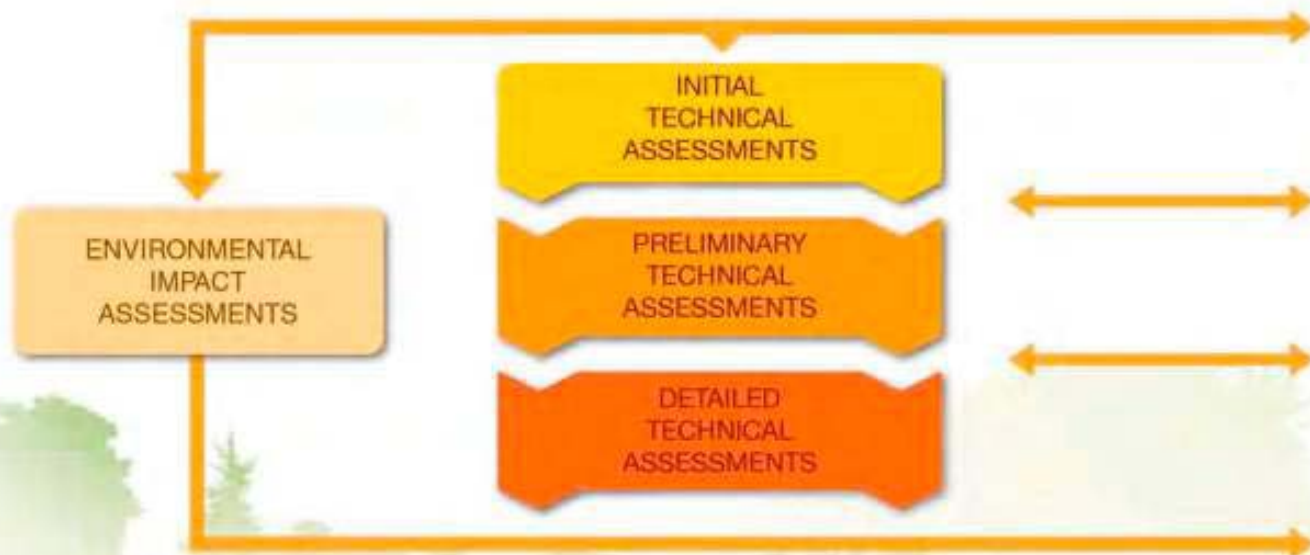 INITIAL
TECHNICAL
ASSESSMENTS
ENVIRONMENTAL
IMPACT
ASSESSMENTS
PRELIMINARY
TECHNICAL
ASSESSMENTS
DETAILED
TECHNICAL
ASSESSMENTS